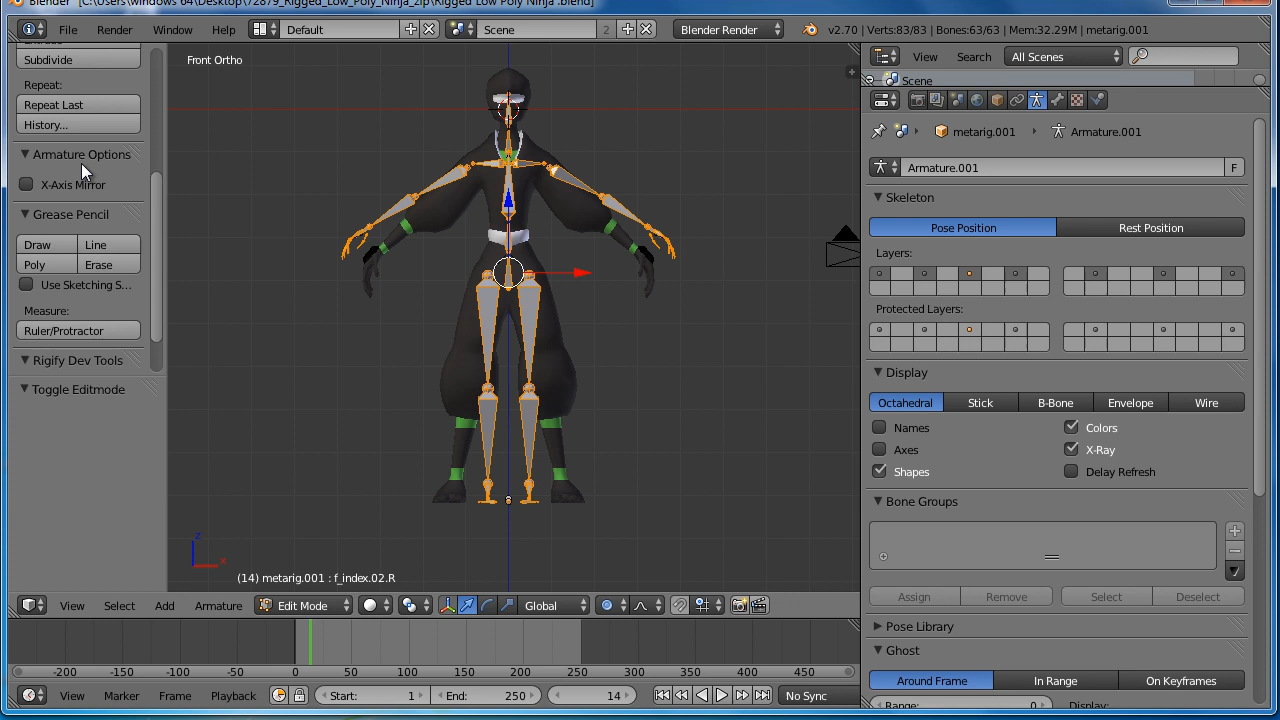 Blender [C:\Users\windows 64\Desktop\72879_Rigged_Low_Poly_Ninja_zip\Rigged Low Poly Ninja .blend]
File Render Window Help Default Scene 2 Blender Render v2.70 | Verts:83/83 | Bones:63/63 | Mem:32.29M | metarig.001
Subdivide
Repeat:
Repeat Last
History...
Armature Options
X-Axis Mirror
Grease Pencil
Draw Line
Poly Erase
Use Sketching S...
Measure:
Ruler/Protractor
Rigify Dev Tools
Toggle Editmode
Front Ortho
z
x
(14) metarig.001 : f_index.02.R
View Select Add Armature Edit Mode Global
-200 -150 -100 -50 0 50 100 150 200 250 300 350 400 450
View Marker Frame Playback Start: 1 End: 250 14 No Sync
View Search All Scenes
Scene
metarig.001 Armature.001
Armature.001 F
Skeleton
Pose Position Rest Position
Layers:
Protected Layers:
Display
Octahedral Stick B-Bone Envelope Wire
Names Colors
Axes X-Ray
Shapes Delay Refresh
Bone Groups
Assign Remove Select Deselect
Pose Library
Ghost
Around Frame In Range On Keyframes
Range: 0 Display: